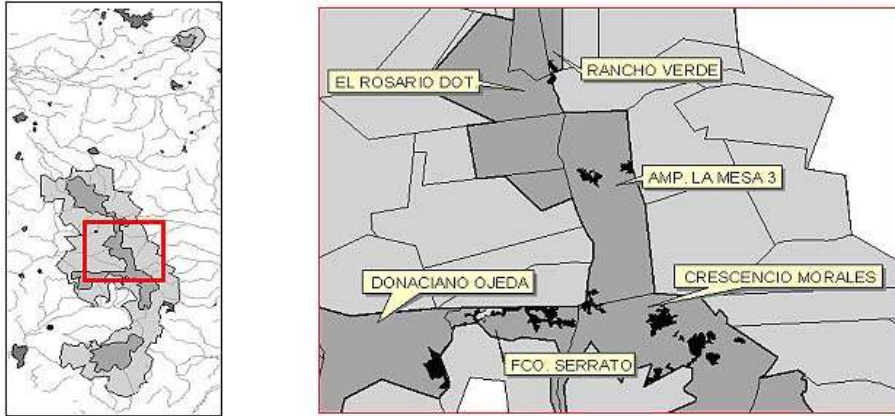 RANCHO VERDE
EL ROSARIO DOT.
AMP. LA MESA 3
DONACIANO OJEDA
CRESCENCIO MORALES
FCO. SERRATO